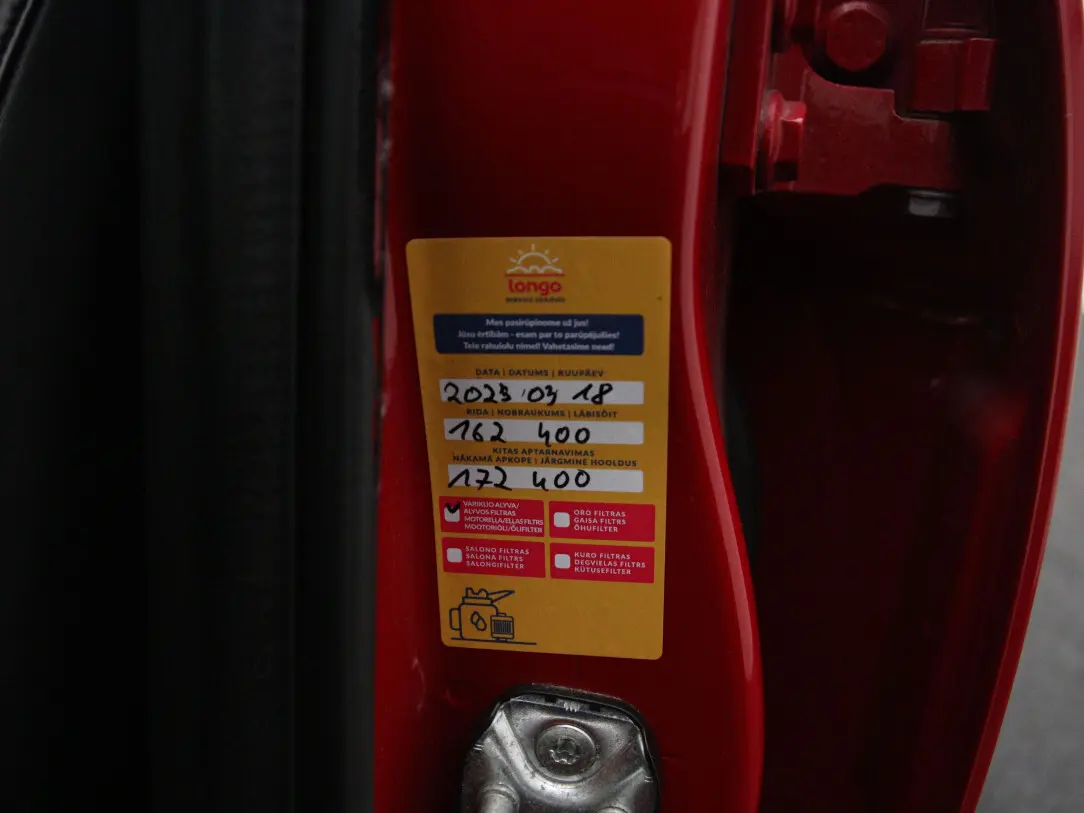 longo
Mes pasirūpinome už jus!
Jūsu ērtībām - esam par to parūpējušies!
Teie rahulolu nimel! Vahetasime need!
DATA | DATUMS | KUUPÄEV
2023 03 18
RIDA | NOBRAUKUMS | LÄBISÕIT
162 400
KITAS APTARNAVIMAS
NĀKAMĀ APKOPE | JÄRGMINE HOOLDUS
172 400
VARIKLIO ALYVA/
ALYVOS FILTRAS
MOTOREĻĻA/EĻĻAS FILTRS
MOOTORIÕLI/ÕLIFILTER
ORO FILTRAS
GAISA FILTRS
ÕHUFILTER
SALONO FILTRAS
SALONA FILTRS
SALONGIFILTER
KURO FILTRAS
DEGVIELAS FILTRS
KÜTUSEFILTER